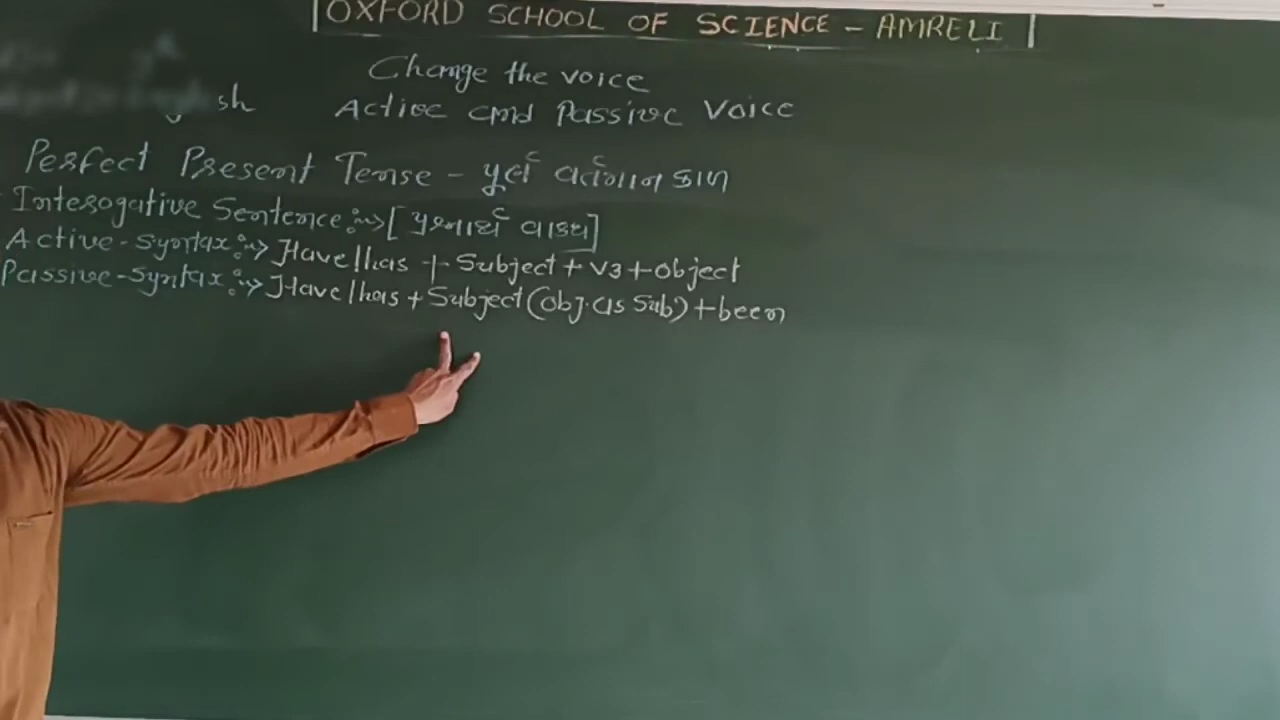 OXFORD SCHOOL OF SCIENCE - AMRELI
Change the voice
sh Active and Passive Voice
Perfect Present Tense - પૂર્ણ વર્તમાન કાળ
Interogative Sentence:~> [પ્રશ્નાર્થ વાક્ય]
Active-Syntax:~> Have/has + Subject + V3 + Object
Passive-Syntax:~> Have/has + Subject (obj. as sub) + been